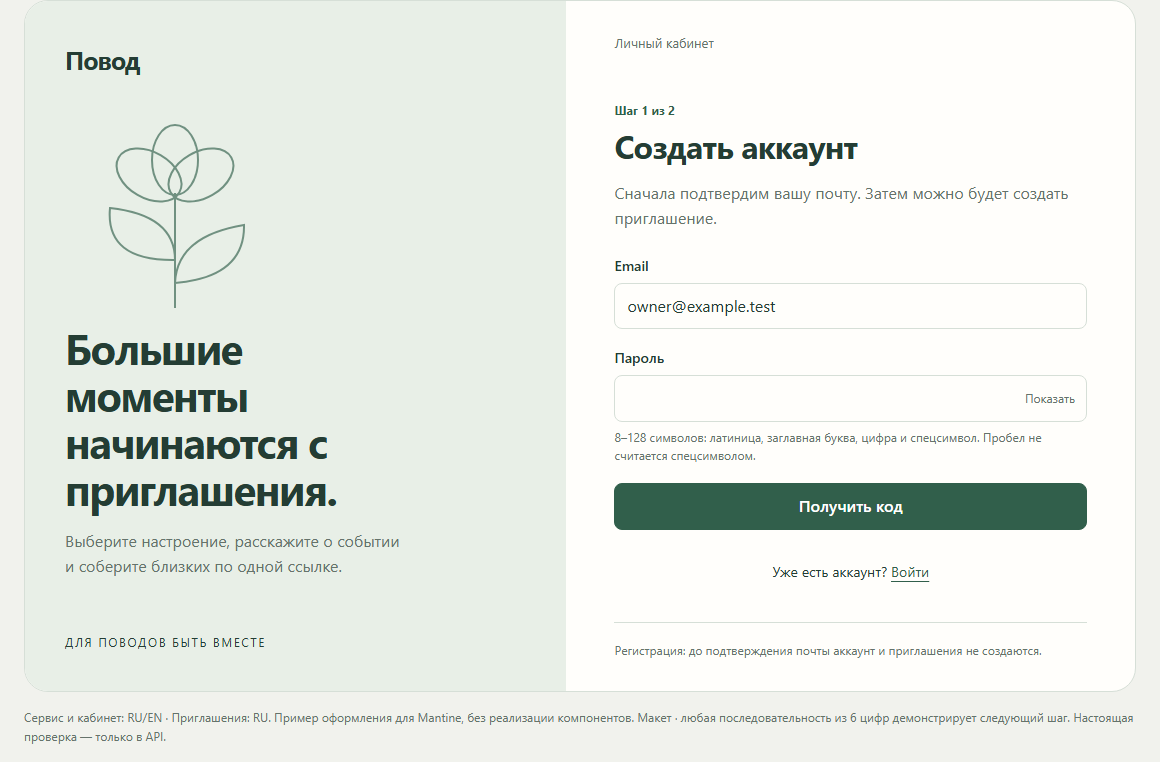 Повод
Большие
моменты
начинаются с
приглашения.
Выберите настроение, расскажите о событии
и соберите близких по одной ссылке.
ДЛЯ ПОВОДОВ БЫТЬ ВМЕСТЕ
Личный кабинет
Шаг 1 из 2
Создать аккаунт
Сначала подтвердим вашу почту. Затем можно будет создать
приглашение.
Email
owner@example.test
Пароль
Показать
8–128 символов: латиница, заглавная буква, цифра и спецсимвол. Пробел не
считается спецсимволом.
Получить код
Уже есть аккаунт? Войти
Регистрация: до подтверждения почты аккаунт и приглашения не создаются.
Сервис и кабинет: RU/EN · Приглашения: RU. Пример оформления для Mantine, без реализации компонентов. Макет · любая последовательность из 6 цифр демонстрирует следующий шаг. Настоящая
проверка — только в API.